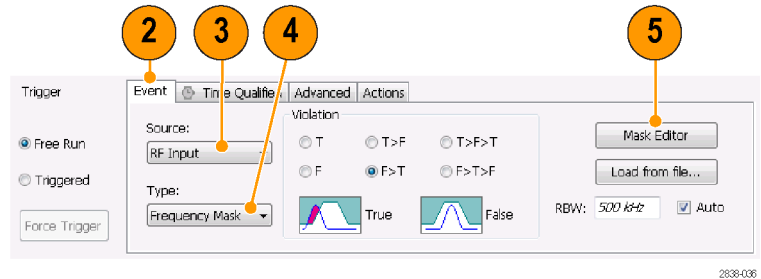 2 3 4 5
Trigger
Event Time Qualifier Advanced Actions
Violation
Source:
RF Input
Free Run
Triggered
Force Trigger
Type:
Frequency Mask
T T>F T>F>T
F F>T F>T>F
True False
Mask Editor
Load from file...
RBW: 500 kHz Auto
2838-036